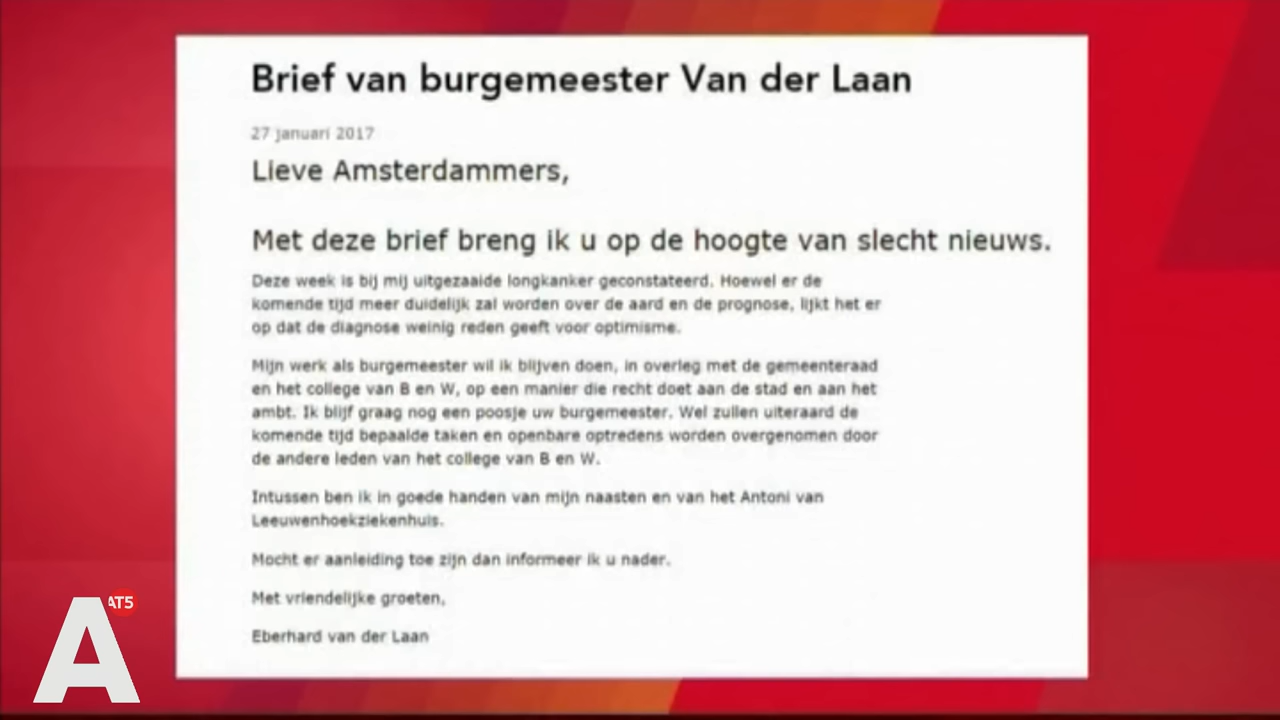 Brief van burgemeester Van der Laan
27 januari 2017
Lieve Amsterdammers,
Met deze brief breng ik u op de hoogte van slecht nieuws.
Deze week is bij mij uitgezaaide longkanker geconstateerd. Hoewel er de
komende tijd meer duidelijk zal worden over de aard en de prognose, lijkt het er
op dat de diagnose weinig reden geeft voor optimisme.
Mijn werk als burgemeester wil ik blijven doen, in overleg met de gemeenteraad
en het college van B en W, op een manier die recht doet aan de stad en aan het
ambt. Ik blijf graag nog een poosje uw burgemeester. Wel zullen uiteraard de
komende tijd bepaalde taken en openbare optredens worden overgenomen door
de andere leden van het college van B en W.
Intussen ben ik in goede handen van mijn naasten en van het Antoni van
Leeuwenhoekziekenhuis.
Mocht er aanleiding toe zijn dan informeer ik u nader.
Met vriendelijke groeten,
Eberhard van der Laan
A AT5